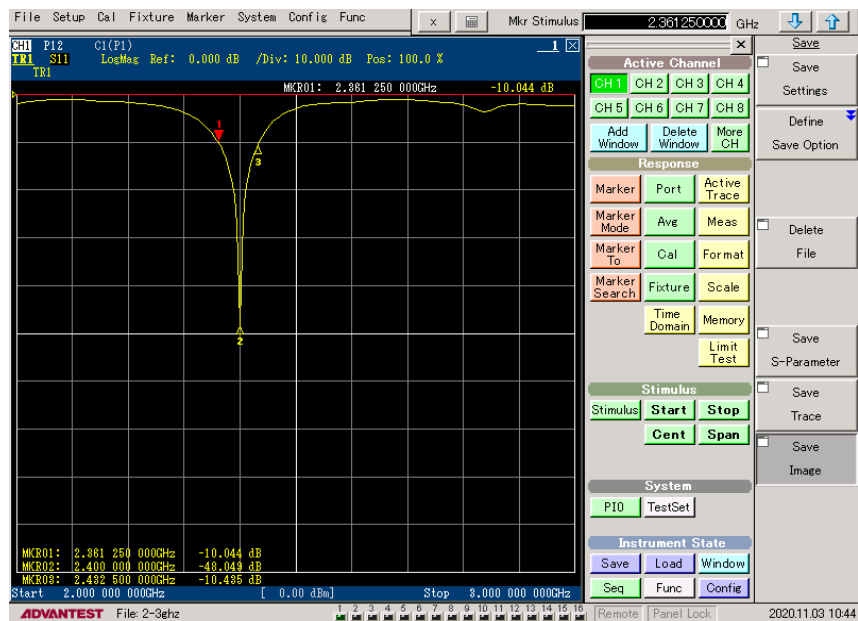 File Setup Cal Fixture Marker System Config Func
x
Mkr Stimulus 2.361250000 GHz
CH1 P12 C1(P1) 1
TR1 S11 LogMag Ref: 0.000 dB /Div: 10.000 dB Pos: 100.0 %
TR1
MKR01: 2.361 250 000GHz -10.044 dB
1
3
2
MKR01: 2.361 250 000GHz -10.044 dB
MKR02: 2.400 000 000GHz -48.049 dB
MKR03: 2.432 500 000GHz -10.435 dB
Start 2.000 000 000GHz [ 0.00 dBm] Stop 3.000 000 000GHz
Active Channel
CH 1 CH 2 CH 3 CH 4
CH 5 CH 6 CH 7 CH 8
Add Window
Delete Window
More CH
Response
Marker Port Active Trace
Marker Mode
Avg Meas
Marker To
Cal Format
Marker Search
Fixture Scale
Time Domain
Memory
Limit Test
Stimulus
Stimulus Start Stop
Cent Span
System
PIO TestSet
Instrument State
Save Load Window
Seq Func Config
Save
Save Settings
Define Save Option
Delete File
Save S-Parameter
Save Trace
Save Image
ADVANTEST File: 2-3ghz
1 2 3 4 5 6 7 8 9 10 11 12 13 14 15 16
Remote Panel Lock 2020.11.03 10:44